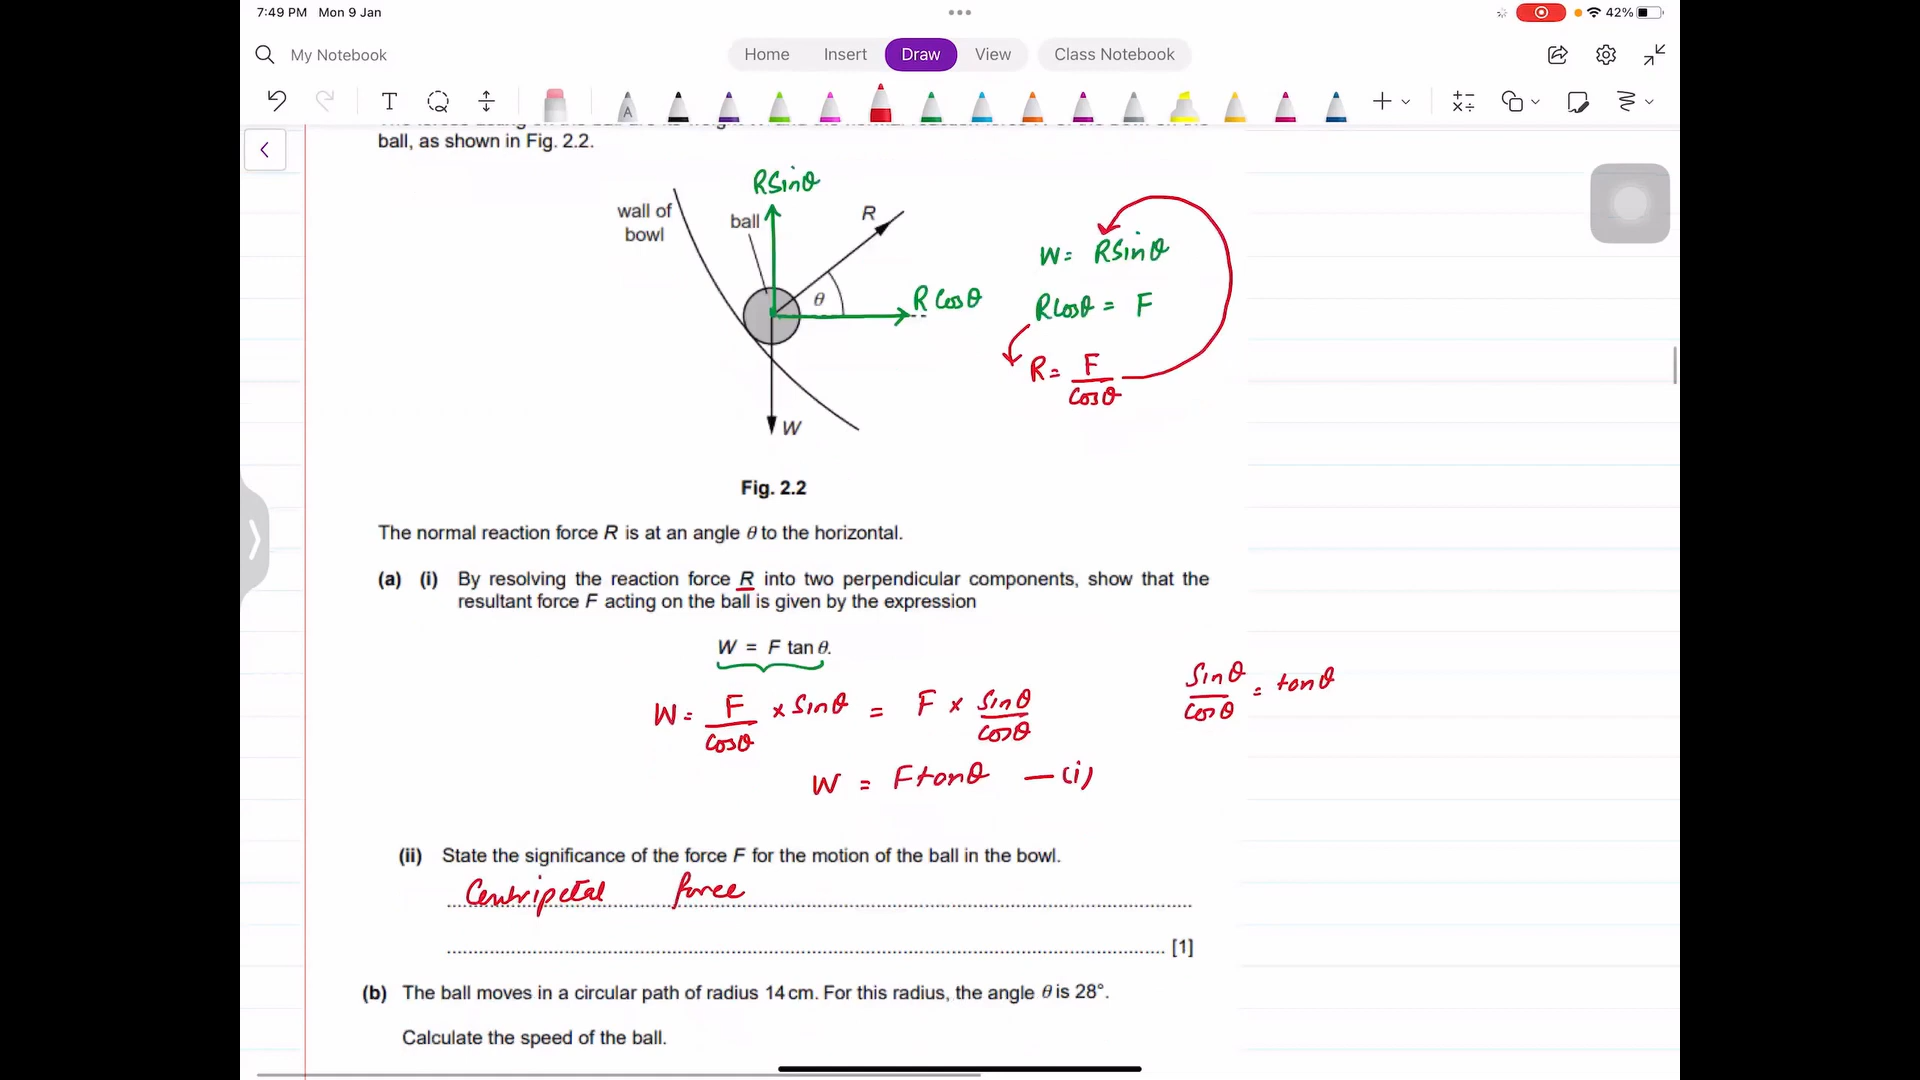 7:49 PM Mon 9 Jan
42%
My Notebook
Home Insert Draw View Class Notebook
T
A
ball, as shown in Fig. 2.2.
RSinθ
wall of
bowl
ball
R
θ
R Cosθ
W
W = RSinθ
RCosθ = F
R = F
Cosθ
Fig. 2.2
The normal reaction force R is at an angle θ to the horizontal.
(a) (i) By resolving the reaction force R into two perpendicular components, show that the
resultant force F acting on the ball is given by the expression
W = F tan θ.
W = F/Cosθ × Sinθ = F × Sinθ/Cosθ
Sinθ/Cosθ = tanθ
W = Ftanθ — (i)
(ii) State the significance of the force F for the motion of the ball in the bowl.
Centripetal force
[1]
(b) The ball moves in a circular path of radius 14 cm. For this radius, the angle θ is 28°.
Calculate the speed of the ball.